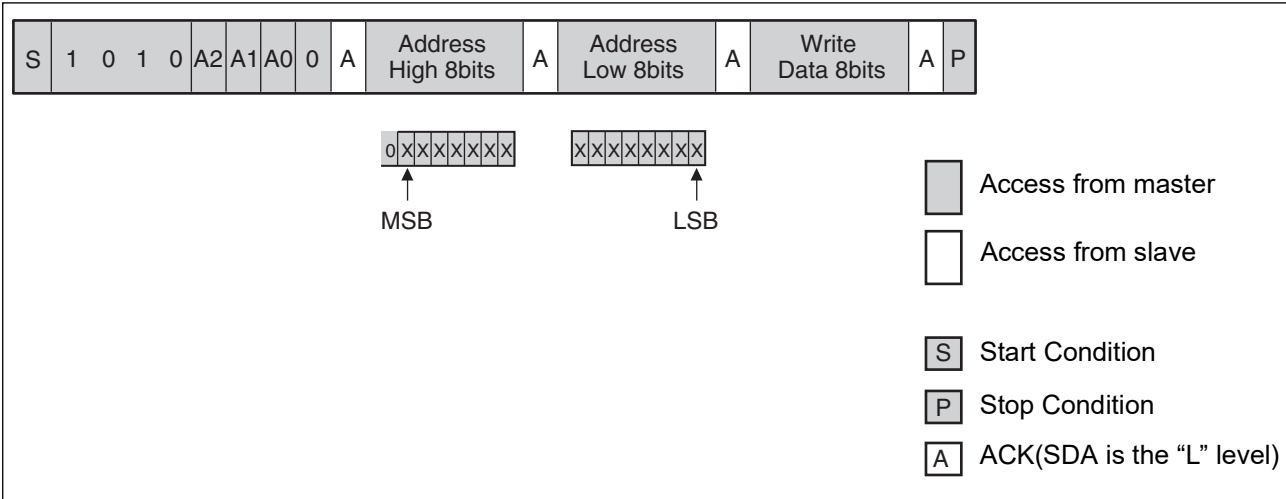 S 1 0 1 0 A2 A1 A0 0 A Address High 8bits A Address Low 8bits A Write Data 8bits A P
0 X X X X X X X X X X X X X X X
MSB LSB
Access from master
Access from slave
S Start Condition
P Stop Condition
A ACK(SDA is the “L” level)